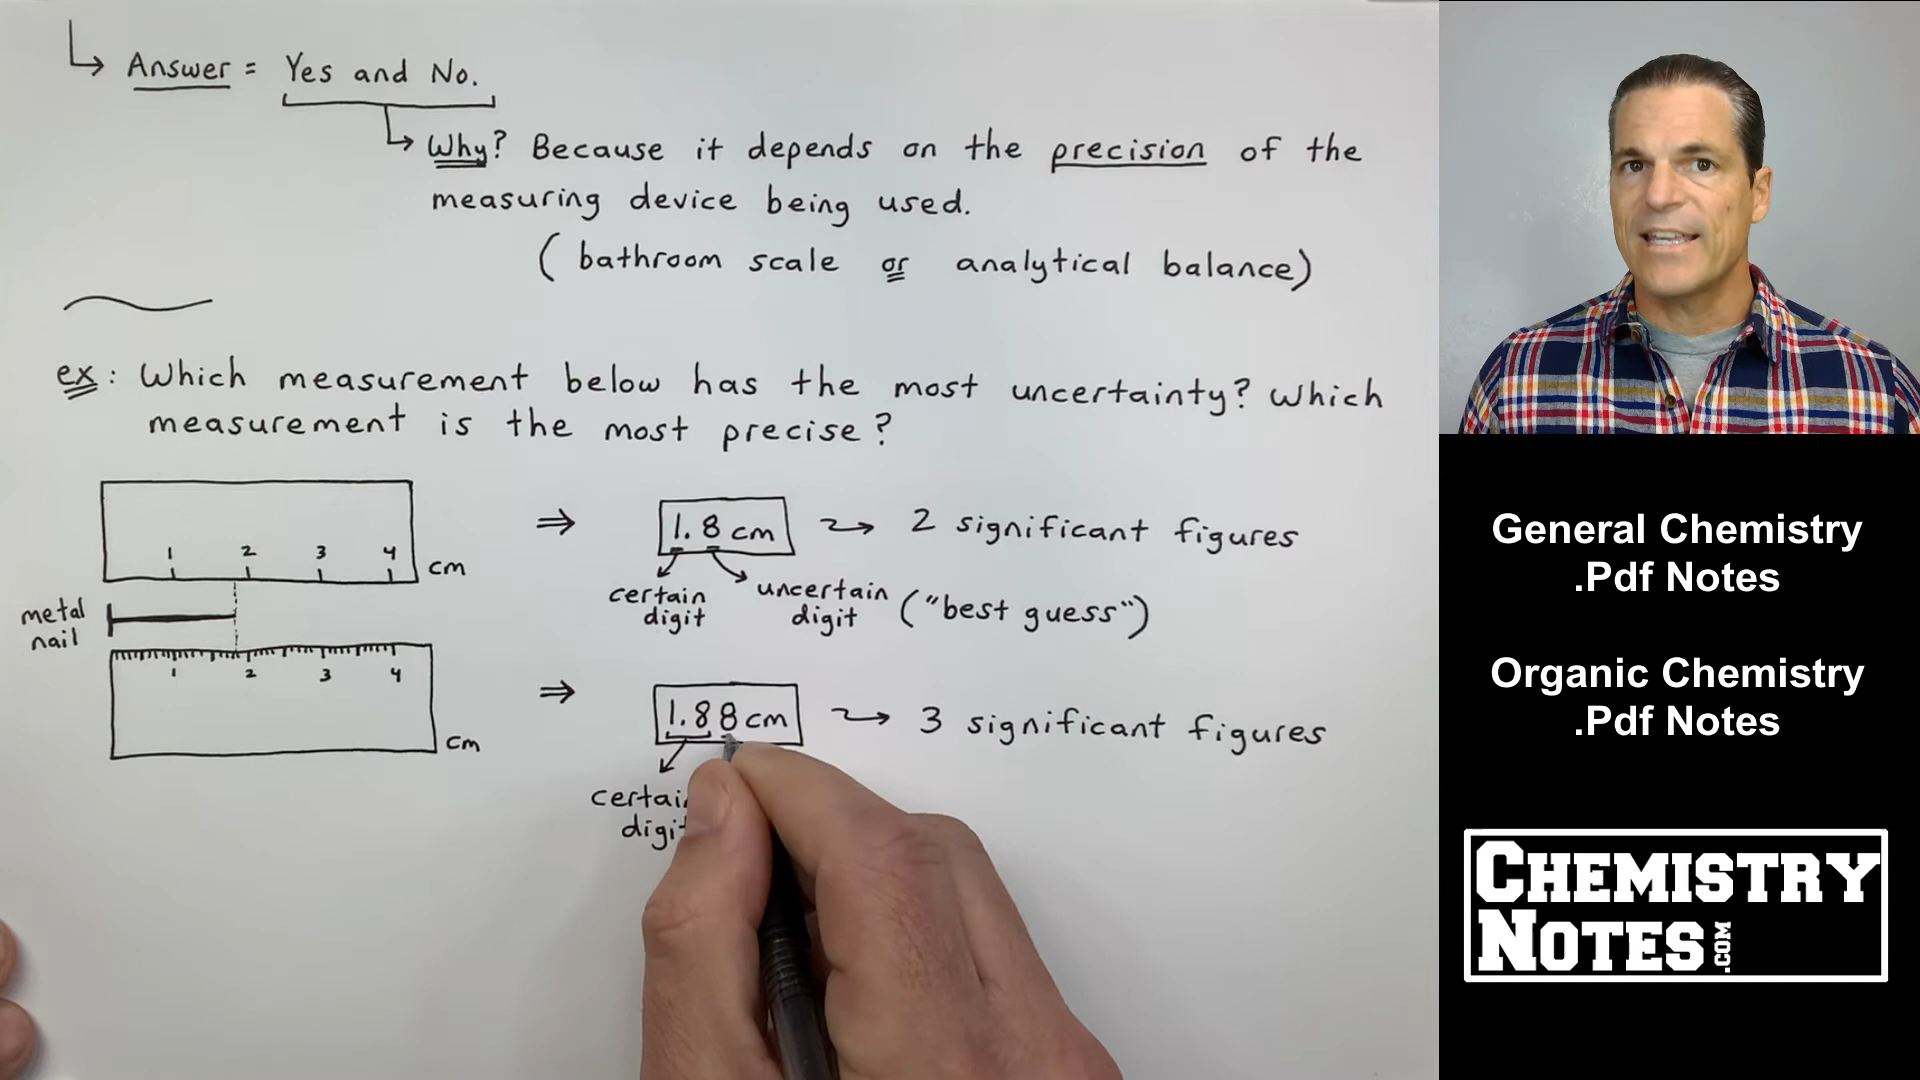 Answer = Yes and No.
Why? Because it depends on the precision of the
measuring device being used.
(bathroom scale or analytical balance)
ex: Which measurement below has the most uncertainty? Which
measurement is the most precise?
1 2 3 4
cm
metal
nail
1 2 3 4
cm
⇒ 1.8 cm → 2 significant figures
certain
digit
uncertain
digit
("best guess")
⇒ 1.88 cm → 3 significant figures
General Chemistry
.Pdf Notes
Organic Chemistry
.Pdf Notes
CHEMISTRY
NOTES.COM